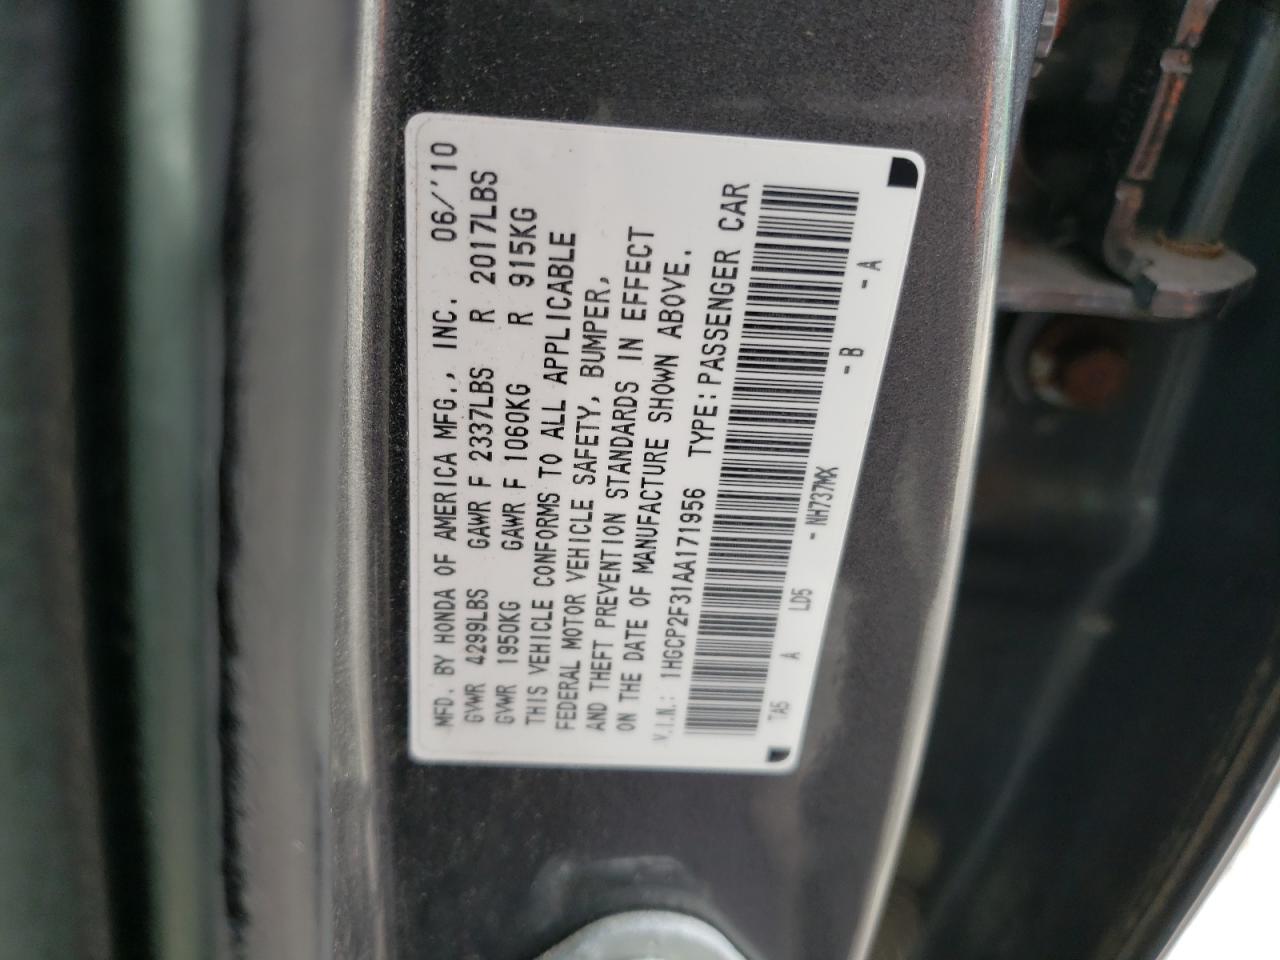 MFD. BY HONDA OF AMERICA MFG., INC. 06/'10
GVWR 4299LBS GAWR F 2337LBS R 2017LBS
GVWR 1950KG GAWR F 1060KG R 915KG
THIS VEHICLE CONFORMS TO ALL APPLICABLE
FEDERAL MOTOR VEHICLE SAFETY, BUMPER,
AND THEFT PREVENTION STANDARDS IN EFFECT
ON THE DATE OF MANUFACTURE SHOWN ABOVE.
V.I.N.: 1HGCP2F31AA171956 TYPE:PASSENGER CAR
TA5 A LD5 - NH737MX - B - A